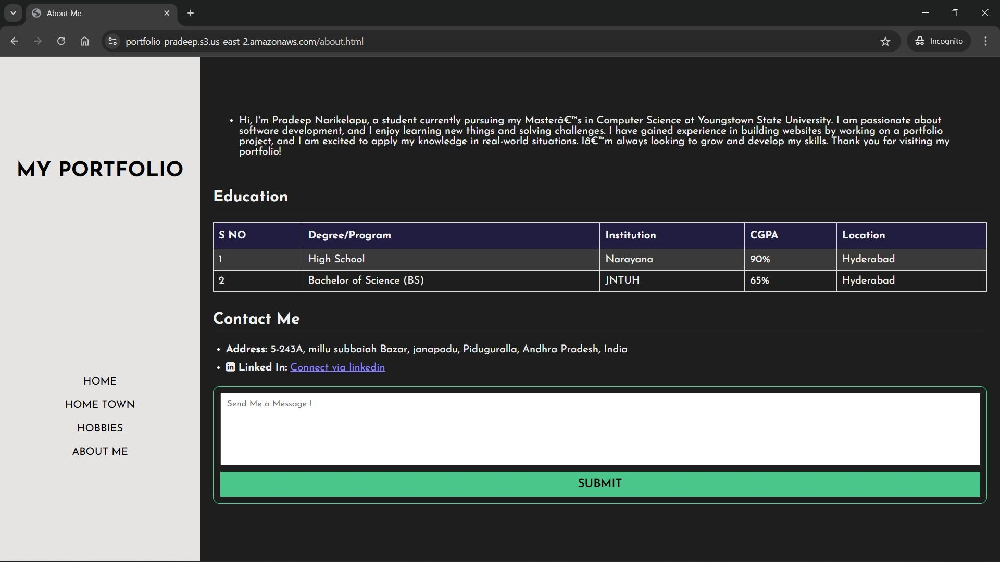 About Me
portfolio-pradeep.s3.us-east-2.amazonaws.com/about.html
Incognito
MY PORTFOLIO
HOME
HOME TOWN
HOBBIES
ABOUT ME
• Hi, I'm Pradeep Narikelapu, a student currently pursuing my Masterâ€™s in Computer Science at Youngstown State University. I am passionate about
software development, and I enjoy learning new things and solving challenges. I have gained experience in building websites by working on a portfolio
project, and I am excited to apply my knowledge in real-world situations. Iâ€™m always looking to grow and develop my skills. Thank you for visiting my
portfolio!
Education
S NO Degree/Program Institution CGPA Location
1 High School Narayana 90% Hyderabad
2 Bachelor of Science (BS) JNTUH 65% Hyderabad
Contact Me
• Address: 5-243A, millu subbaiah Bazar, janapadu, Piduguralla, Andhra Pradesh, India
• in Linked In: Connect via linkedin
Send Me a Message !
SUBMIT